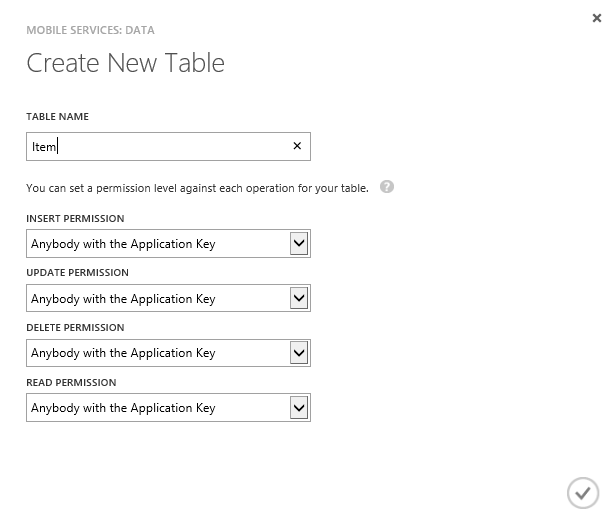 MOBILE SERVICES: DATA
Create New Table
TABLE NAME
Item
You can set a permission level against each operation for your table. ?
INSERT PERMISSION
Anybody with the Application Key
UPDATE PERMISSION
Anybody with the Application Key
DELETE PERMISSION
Anybody with the Application Key
READ PERMISSION
Anybody with the Application Key